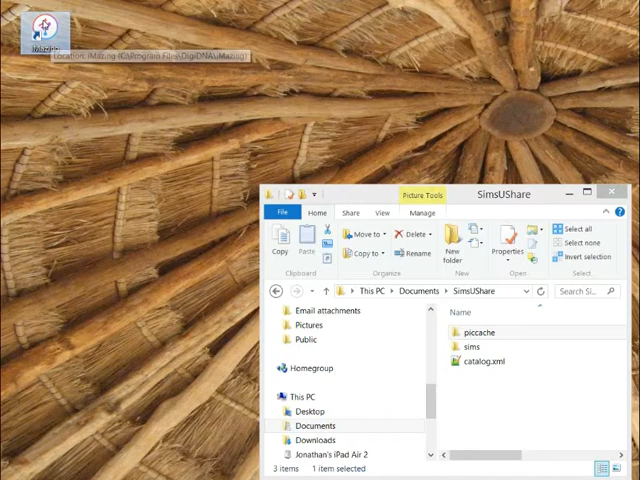 iMazing
Location: iMazing (C:\Program Files\DigiDNA\iMazing)
Picture Tools
SimsUShare
File
Home
Share
View
Manage
Copy
Paste
Move to
Copy to
Delete
Rename
New
folder
Properties
Select all
Select none
Invert selection
Clipboard
Organize
New
Open
Select
This PC
Documents
SimsUShare
Search Si...
Email attachments
Pictures
Public
Homegroup
This PC
Desktop
Documents
Downloads
Jonathan's iPad Air 2
Name
piccache
sims
catalog.xml
3 items
1 item selected